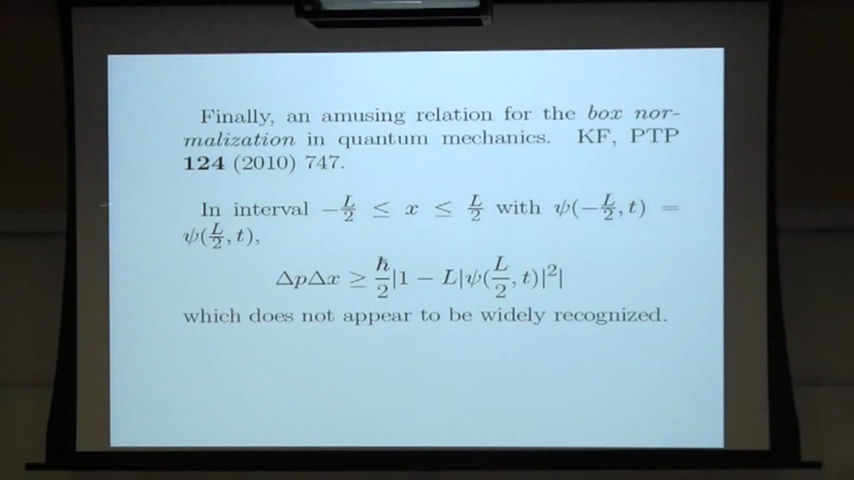 Finally, an amusing relation for the box nor-
malization in quantum mechanics. KF, PTP
124 (2010) 747.
In interval −L/2 ≤ x ≤ L/2 with ψ(−L/2, t) =
ψ(L/2, t),
ΔpΔx ≥ ℏ/2|1 − L|ψ(L/2, t)|²|
which does not appear to be widely recognized.